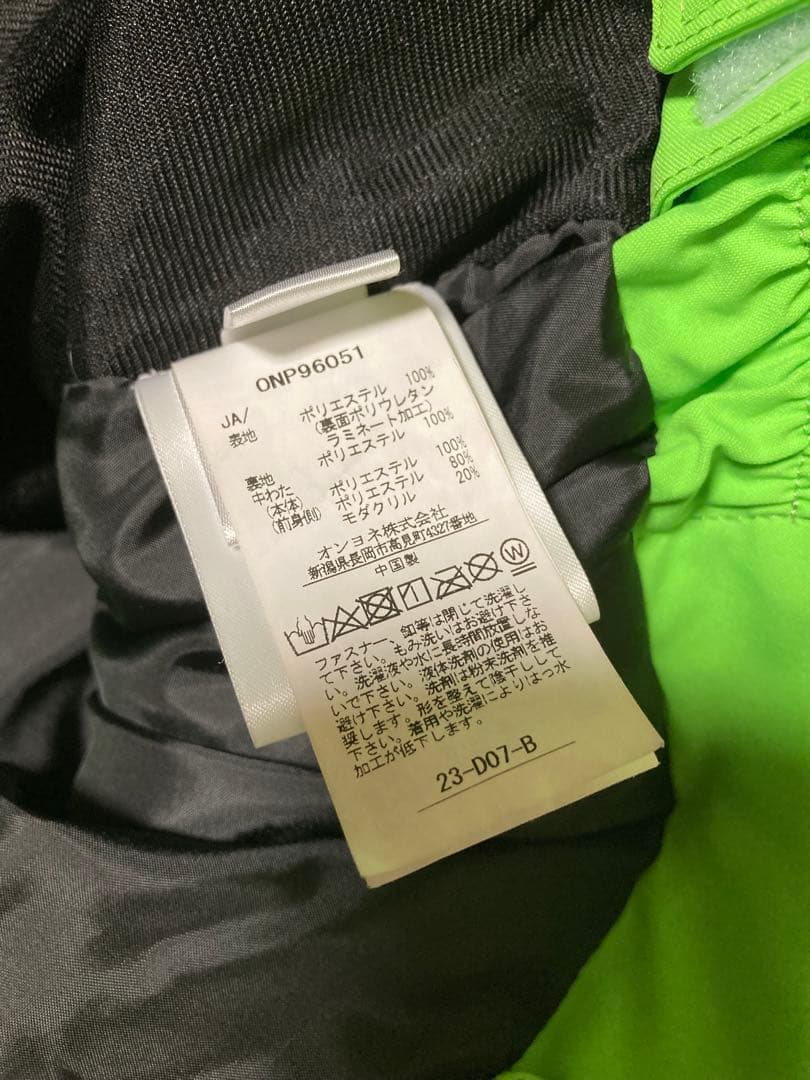 ONP96051
JA/
表地 ポリエステル 100%
(裏面ポリウレタン
ラミネート加工)
裏地 ポリエステル 100%
中わた
(本体) ポリエステル 100%
(前身側) ポリエステル 80%
モダクリル 20%
オンヨネ株式会社
新潟県長岡市高見町4327番地
中国製
W
ファスナー、釦等は閉じて洗濯し
て下さい。もみ洗いはお避け下さ
い。洗濯液や水に長時間放置しな
いで下さい。液体洗剤の使用はお
避け下さい。洗剤は粉末洗剤を推
奨します。形を整えて陰干しして
下さい。着用や洗濯によりはっ水
加工が低下します。
23-D07-B